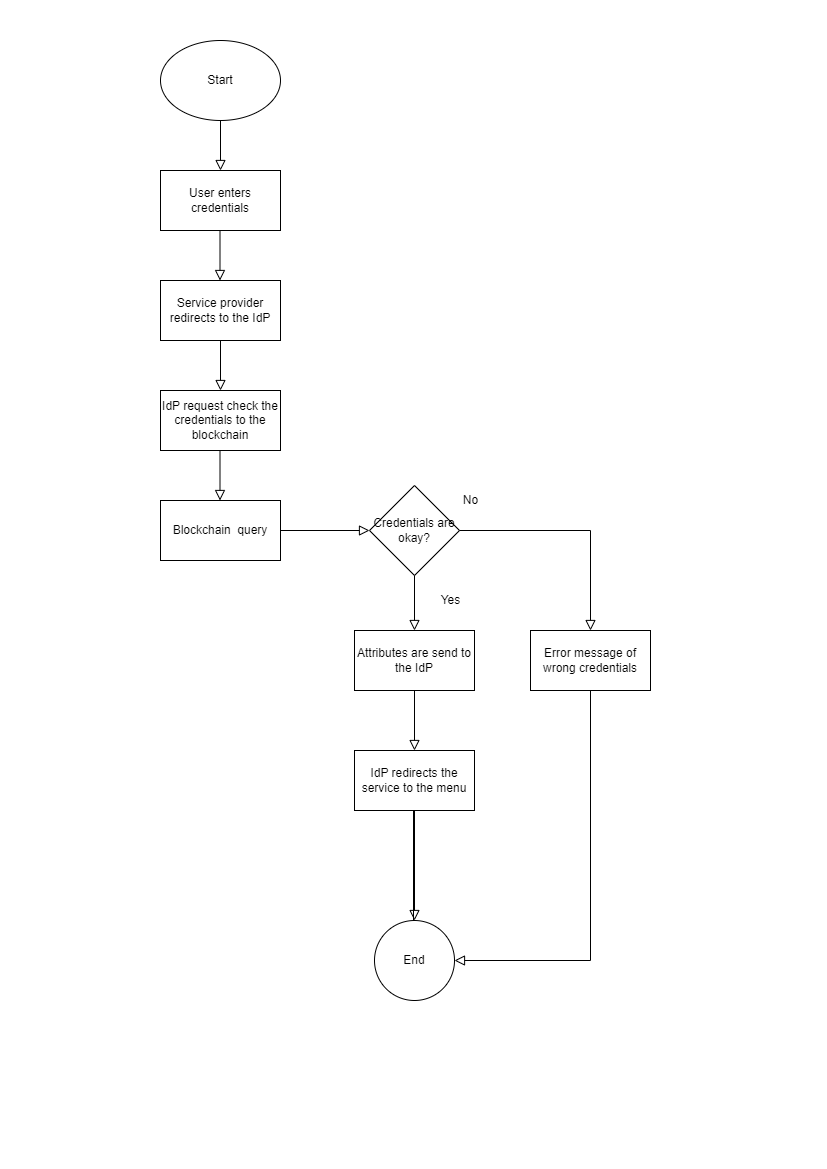 Start
User enters
credentials
Service provider
redirects to the IdP
IdP request check the
credentials to the
blockchain
Blockchain  query
Credentials are
okay?
No
Yes
Attributes are send to
the IdP
Error message of
wrong credentials
IdP redirects the
service to the menu
End